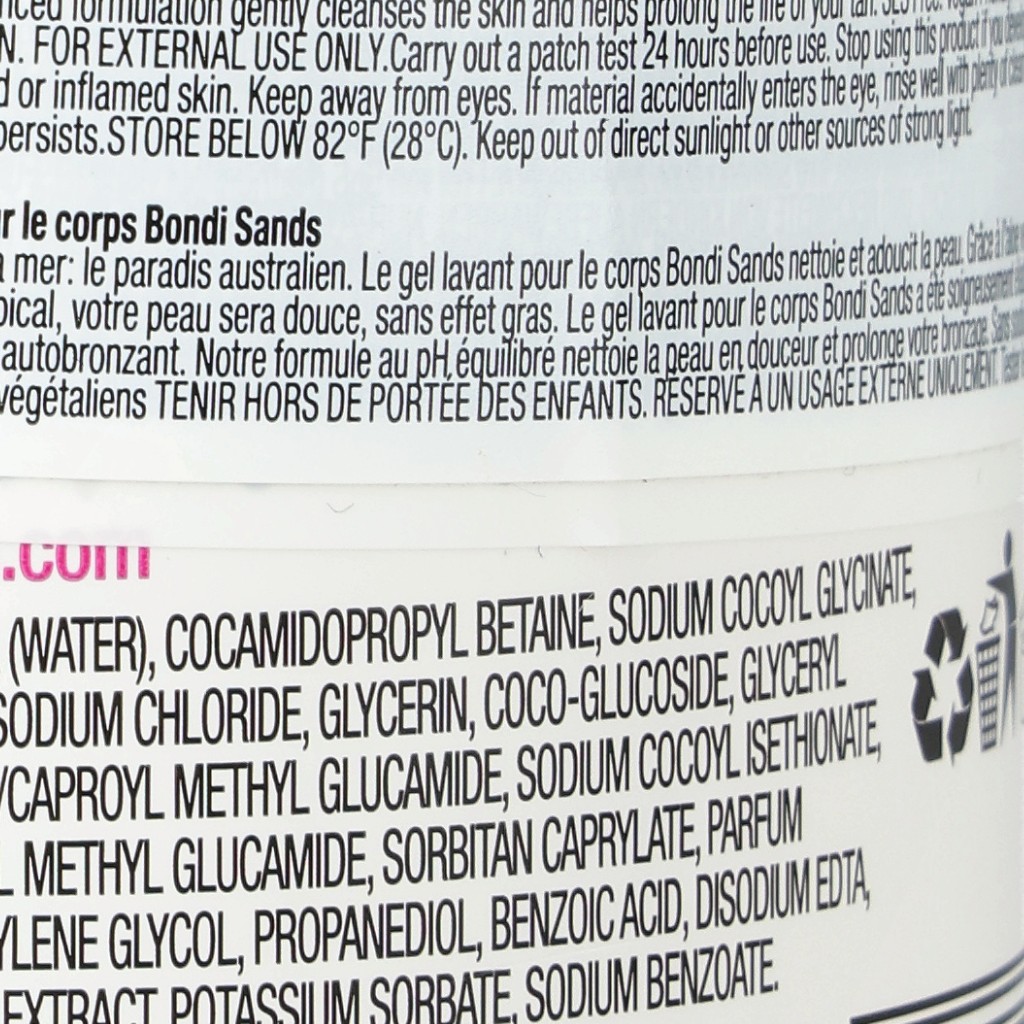 formulation gently cleanses the skin and helps prolong the life of your tan.
N. FOR EXTERNAL USE ONLY.Carry out a patch test 24 hours before use. Stop using this product if you
d or inflamed skin. Keep away from eyes. If material accidentally enters the eye, rinse well with plenty of
persists.STORE BELOW 82°F (28°C). Keep out of direct sunlight or other sources of strong light.
r le corps Bondi Sands
a mer: le paradis australien. Le gel lavant pour le corps Bondi Sands nettoie et adoucit la peau. Grâce à
pical, votre peau sera douce, sans effet gras. Le gel lavant pour le corps Bondi Sands a été soigneusement
autobronzant. Notre formule au pH équilibré nettoie la peau en douceur et prolonge votre bronzage. Sans
végétaliens TENIR HORS DE PORTÉE DES ENFANTS. RÉSERVÉ À UN USAGE EXTERNE UNIQUEMENT.
.com
(WATER), COCAMIDOPROPYL BETAINE, SODIUM COCOYL GLYCINATE,
SODIUM CHLORIDE, GLYCERIN, COCO-GLUCOSIDE, GLYCERYL
/CAPROYL METHYL GLUCAMIDE, SODIUM COCOYL ISETHIONATE,
L METHYL GLUCAMIDE, SORBITAN CAPRYLATE, PARFUM
YLENE GLYCOL, PROPANEDIOL, BENZOIC ACID, DISODIUM EDTA,
EXTRACT, POTASSIUM SORBATE, SODIUM BENZOATE.